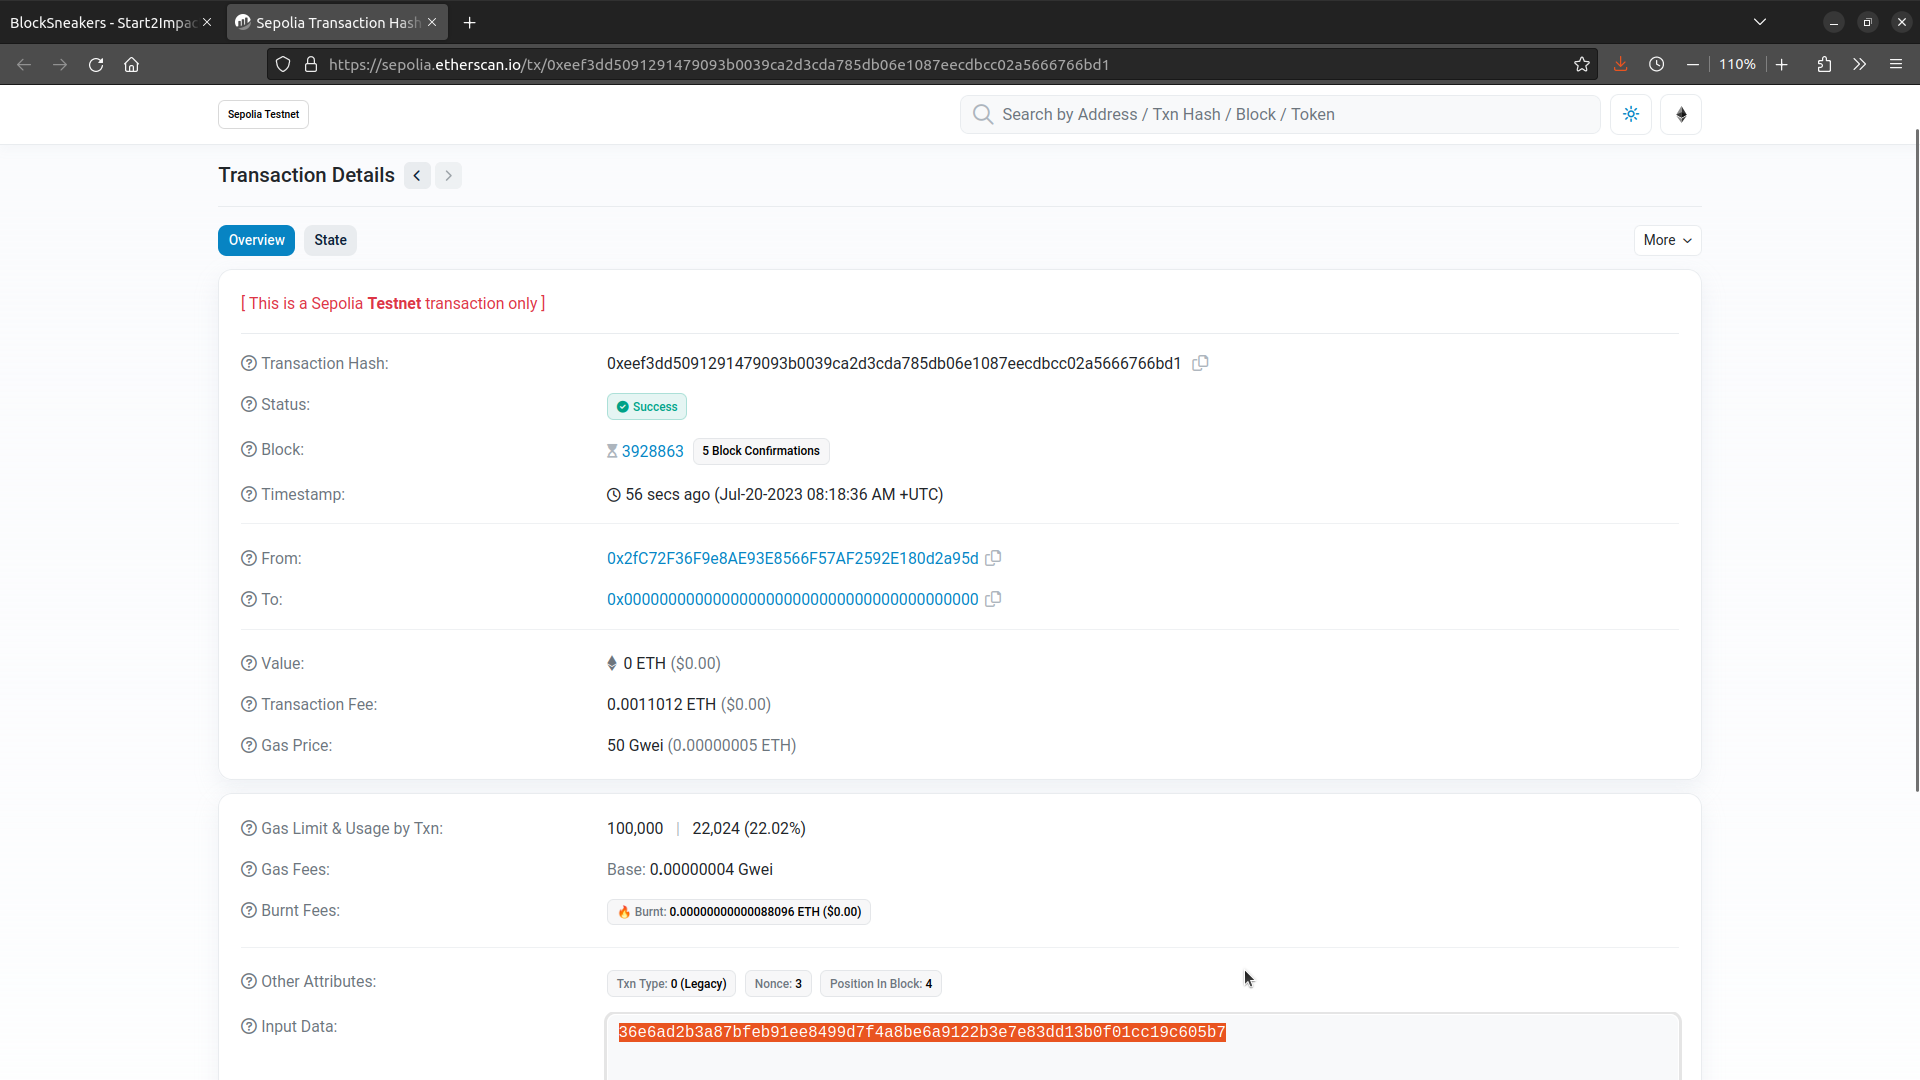 BlockSneakers - Start2Impa
Sepolia Transaction Hash
https://sepolia.etherscan.io/tx/0xeef3dd5091291479093b0039ca2d3cda785db06e1087eecdbcc02a5666766bd1
110%
Sepolia Testnet
Search by Address / Txn Hash / Block / Token
Transaction Details
Overview
State
More
[ This is a Sepolia Testnet transaction only ]
Transaction Hash: 0xeef3dd5091291479093b0039ca2d3cda785db06e1087eecdbcc02a5666766bd1
Status: Success
Block: 3928863 5 Block Confirmations
Timestamp: 56 secs ago (Jul-20-2023 08:18:36 AM +UTC)
From: 0x2fC72F36F9e8AE93E8566F57AF2592E180d2a95d
To: 0x0000000000000000000000000000000000000000
Value: 0 ETH ($0.00)
Transaction Fee: 0.0011012 ETH ($0.00)
Gas Price: 50 Gwei (0.00000005 ETH)
Gas Limit & Usage by Txn: 100,000 | 22,024 (22.02%)
Gas Fees: Base: 0.00000004 Gwei
Burnt Fees: Burnt: 0.00000000000088096 ETH ($0.00)
Other Attributes: Txn Type: 0 (Legacy) Nonce: 3 Position In Block: 4
Input Data: 36e6ad2b3a87bfeb91ee8499d7f4a8be6a9122b3e7e83dd13b0f01cc19c605b7